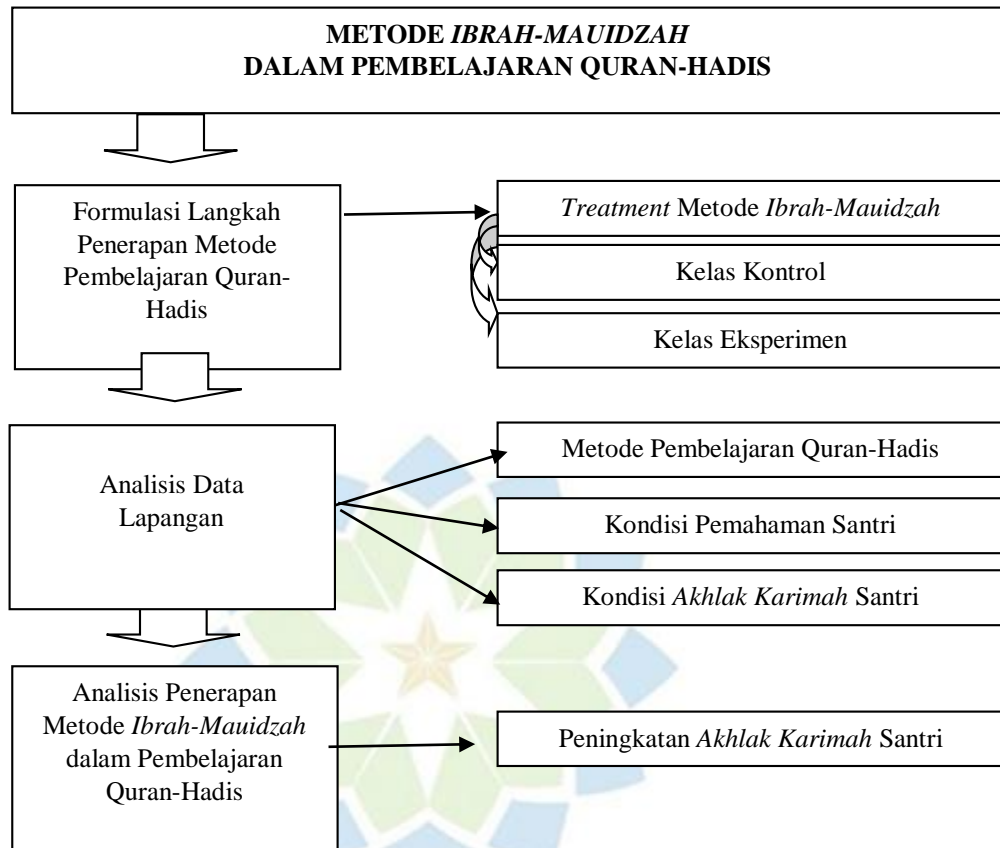 METODE IBRAH-MAUIDZAH
DALAM PEMBELAJARAN QURAN-HADIS
Formulasi Langkah
Penerapan Metode
Pembelajaran Quran-
Hadis
Treatment Metode Ibrah-Mauidzah
Kelas Kontrol
Kelas Eksperimen
Analisis Data
Lapangan
Metode Pembelajaran Quran-Hadis
Kondisi Pemahaman Santri
Kondisi Akhlak Karimah Santri
Analisis Penerapan
Metode Ibrah-Mauidzah
dalam Pembelajaran
Quran-Hadis
Peningkatan Akhlak Karimah Santri